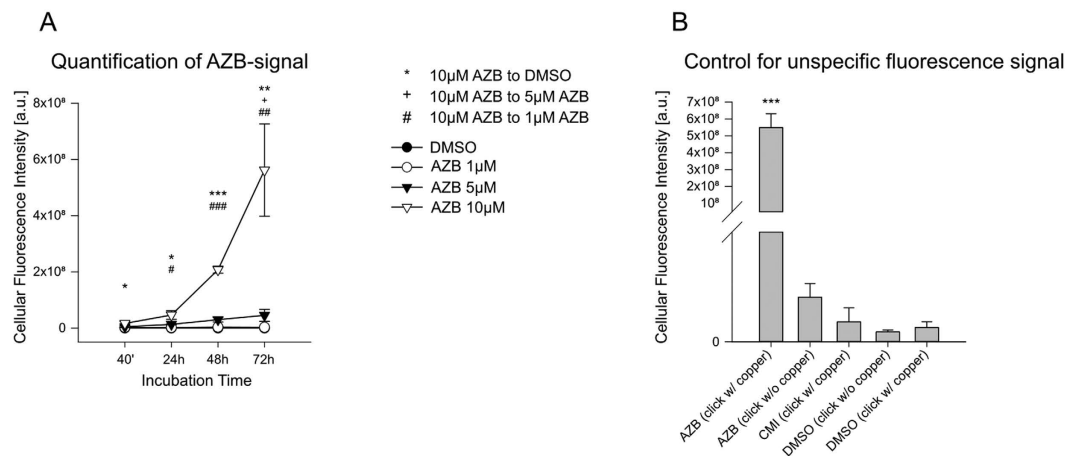 A
Quantification of AZB-signal
Cellular Fluorescence Intensity [a.u.]
8x10⁸
6x10⁸
4x10⁸
2x10⁸
0
*
*
#
***
###
**
+
##
40'
24h
48h
72h
Incubation Time
* 10µM AZB to DMSO
+ 10µM AZB to 5µM AZB
# 10µM AZB to 1µM AZB
DMSO
AZB 1µM
AZB 5µM
AZB 10µM
B
Control for unspecific fluorescence signal
Cellular Fluorescence Intensity [a.u.]
7x10⁸
6x10⁸
5x10⁸
4x10⁸
3x10⁸
2x10⁸
10⁸
0
***
AZB (click w/ copper)
AZB (click w/o copper)
CMI (click w/ copper)
DMSO (click w/o copper)
DMSO (click w/ copper)